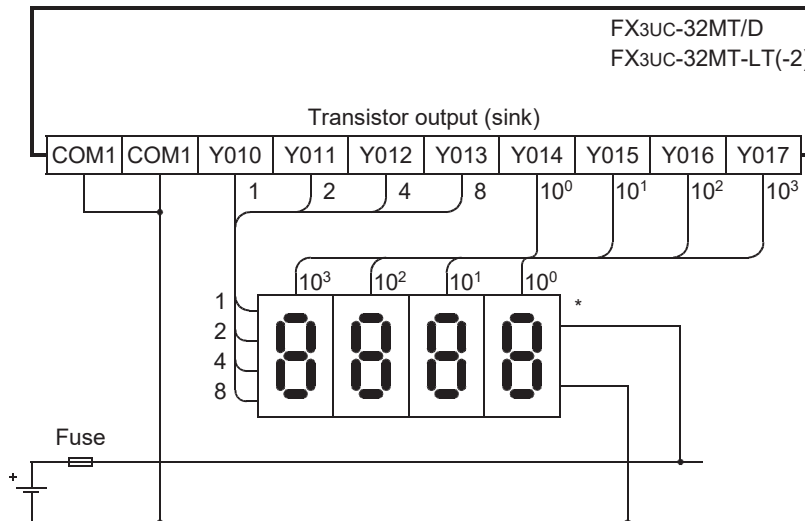 FX3UC-32MT/D
FX3UC-32MT-LT(-2)
Transistor output (sink)
COM1 COM1 Y010 Y011 Y012 Y013 Y014 Y015 Y016 Y017
1 2 4 8 10⁰ 10¹ 10² 10³
10³ 10² 10¹ 10⁰
1 *
2
4
8
Fuse
+